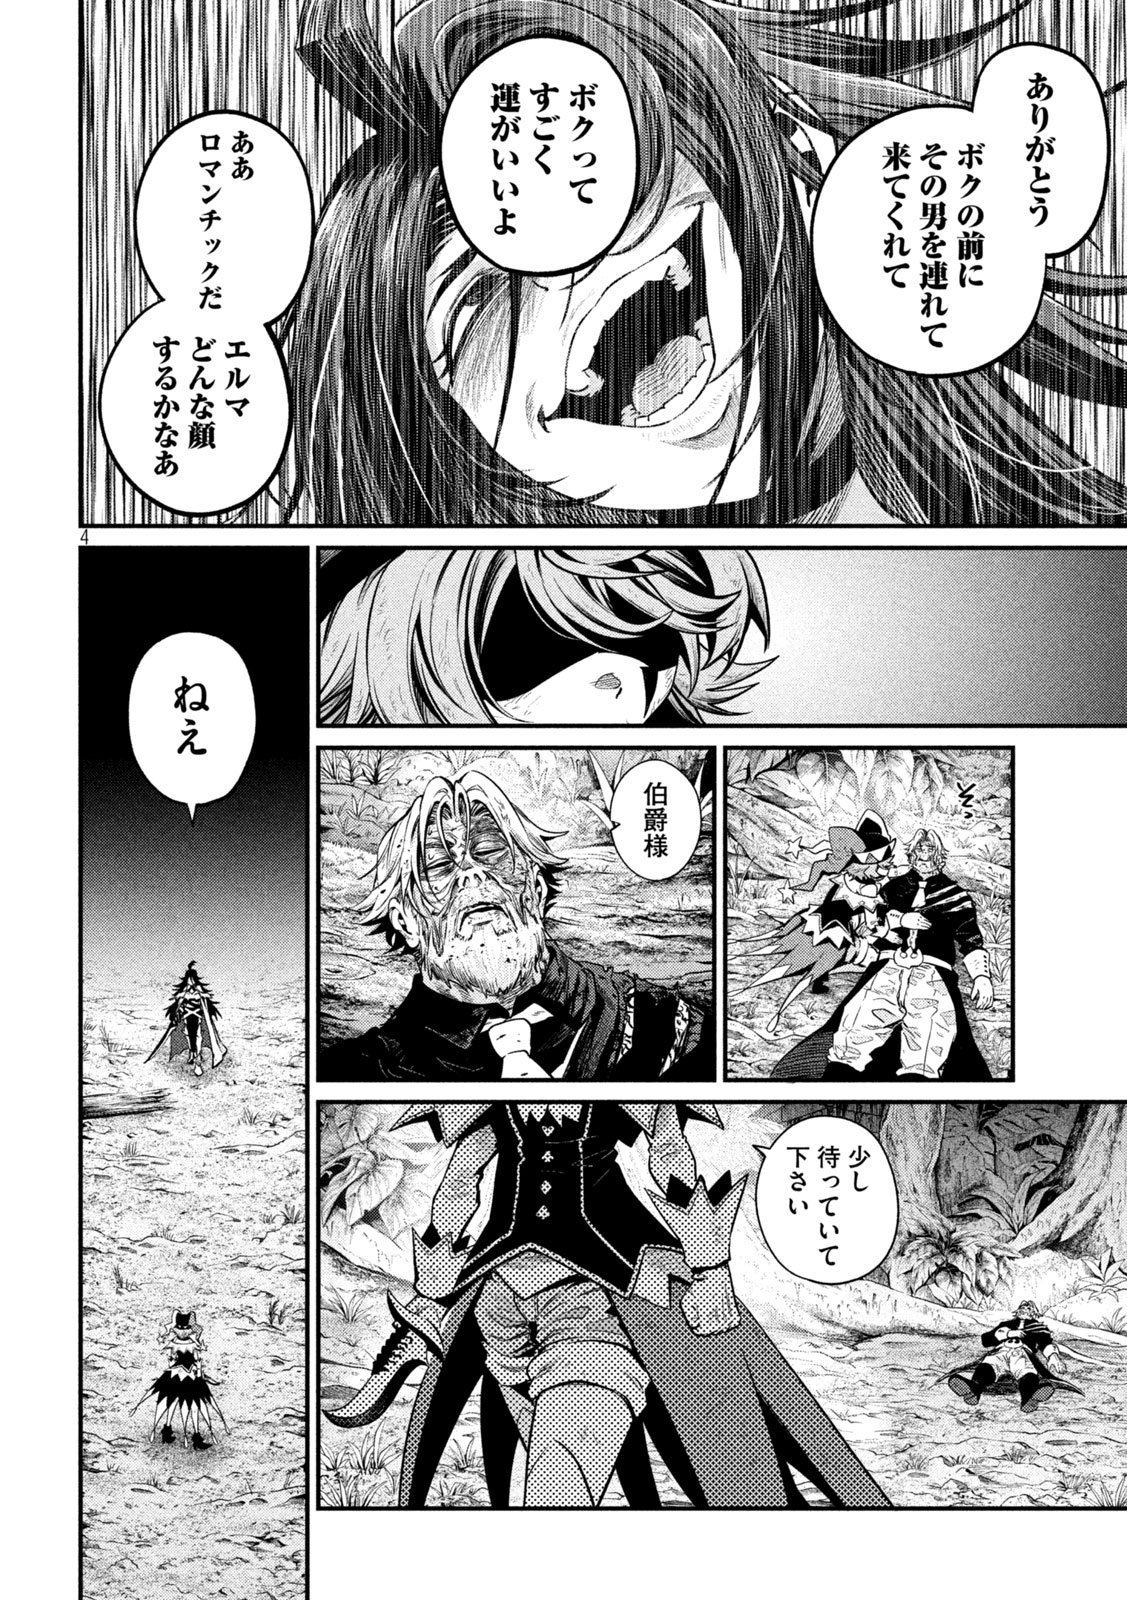 ありがとう
ボクの前に
その男を連れて
来てくれて
ボクって
すごく
運がいいよ
ああ
ロマンチックだ
エルマ
どんな顔
するかなあ
4
伯爵様
少し
待っていて
下さい
ねえ